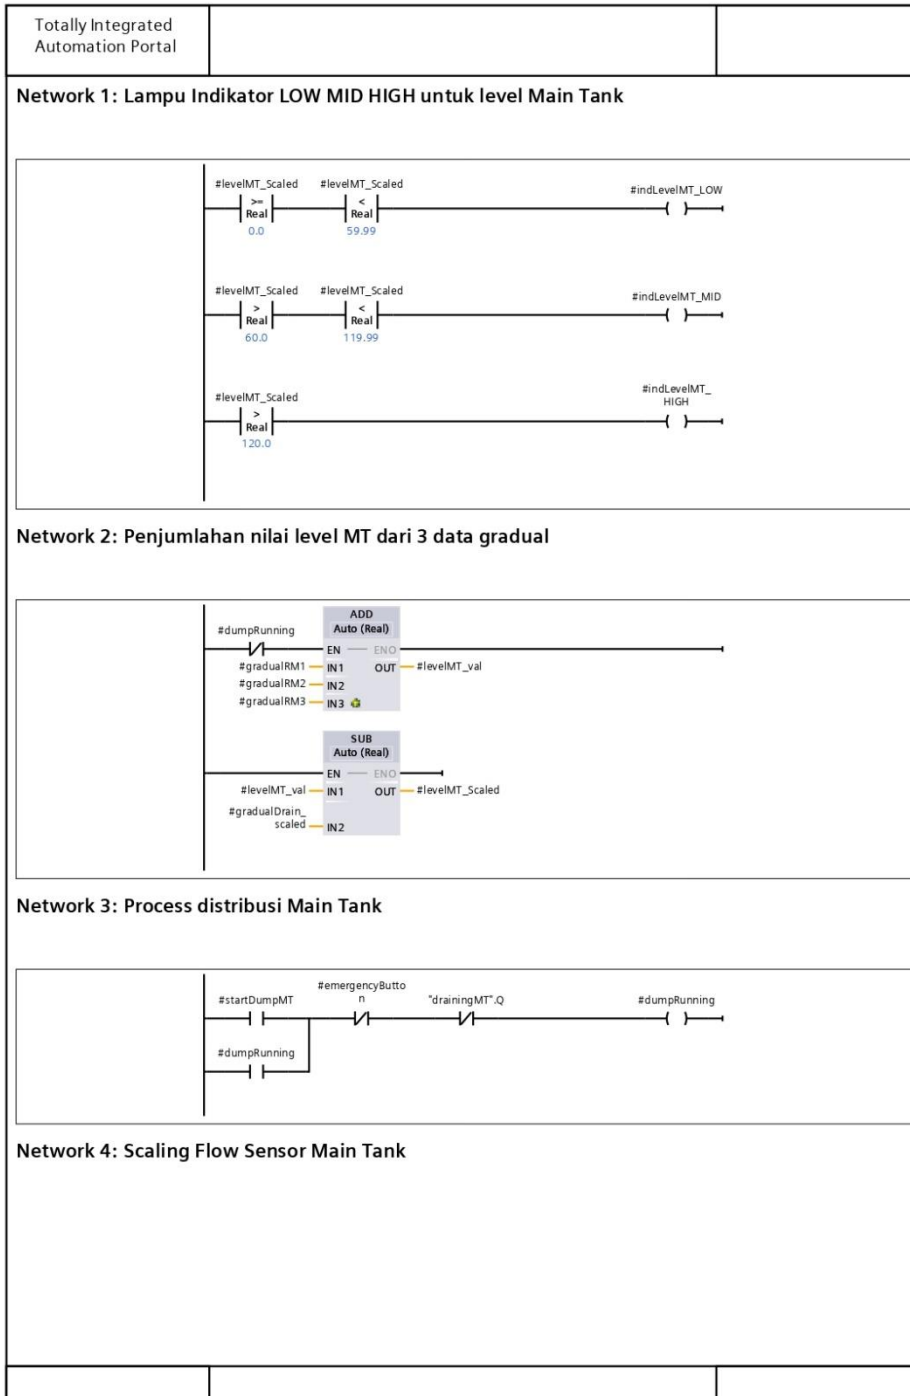 Totally Integrated
Automation Portal
Network 1: Lampu Indikator LOW MID HIGH untuk level Main Tank
#levelMT_Scaled #levelMT_Scaled #indLevelMT_LOW
>= <
Real Real
0.0 59.99
#levelMT_Scaled #levelMT_Scaled #indLevelMT_MID
> <
Real Real
60.0 119.99
#levelMT_Scaled #indLevelMT_
HIGH
>
Real
120.0
Network 2: Penjumlahan nilai level MT dari 3 data gradual
ADD
#dumpRunning Auto (Real)
EN ENO
#gradualRM1 IN1 OUT #levelMT_val
#gradualRM2 IN2
#gradualRM3 IN3
SUB
Auto (Real)
EN ENO
#levelMT_val IN1 OUT #levelMT_Scaled
#gradualDrain_
scaled IN2
Network 3: Process distribusi Main Tank
#startDumpMT #emergencyButto
n "drainingMT".Q #dumpRunning
#dumpRunning
Network 4: Scaling Flow Sensor Main Tank